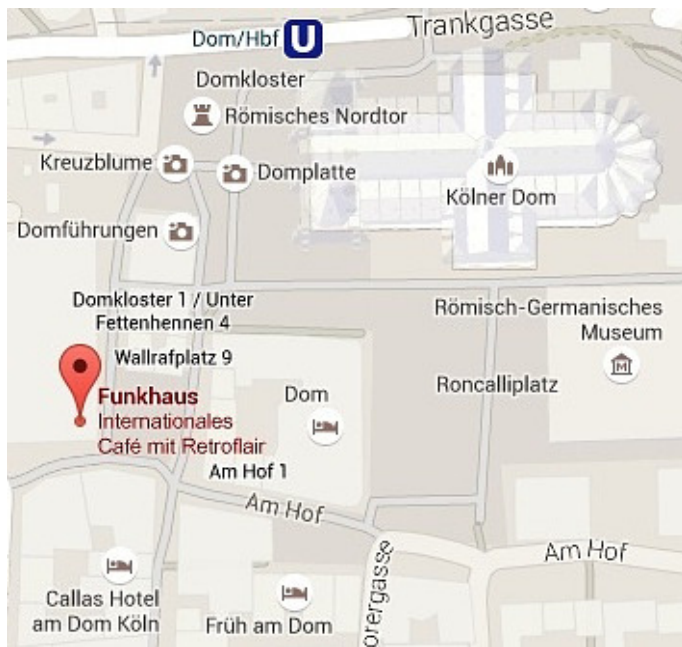 Trankgasse
Dom/Hbf U
Domkloster
Römisches Nordtor
Kreuzblume
Domplatte
Kölner Dom
Domführungen
Domkloster 1 / Unter
Fettenhennen 4
Römisch-Germanisches
Museum
M
Wallrafplatz 9
Roncalliplatz
Funkhaus
Internationales
Café mit Retroflair
Dom
Am Hof 1
Am Hof
Am Hof
orergasse
Callas Hotel
am Dom Köln
Früh am Dom